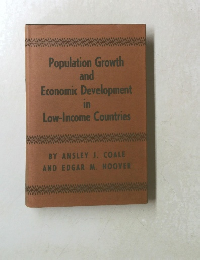 Population Growth
and
Economic Development
in
Low-Income Countries
BY ANSLEY J. COALE
AND EDGAR M. HOOVER